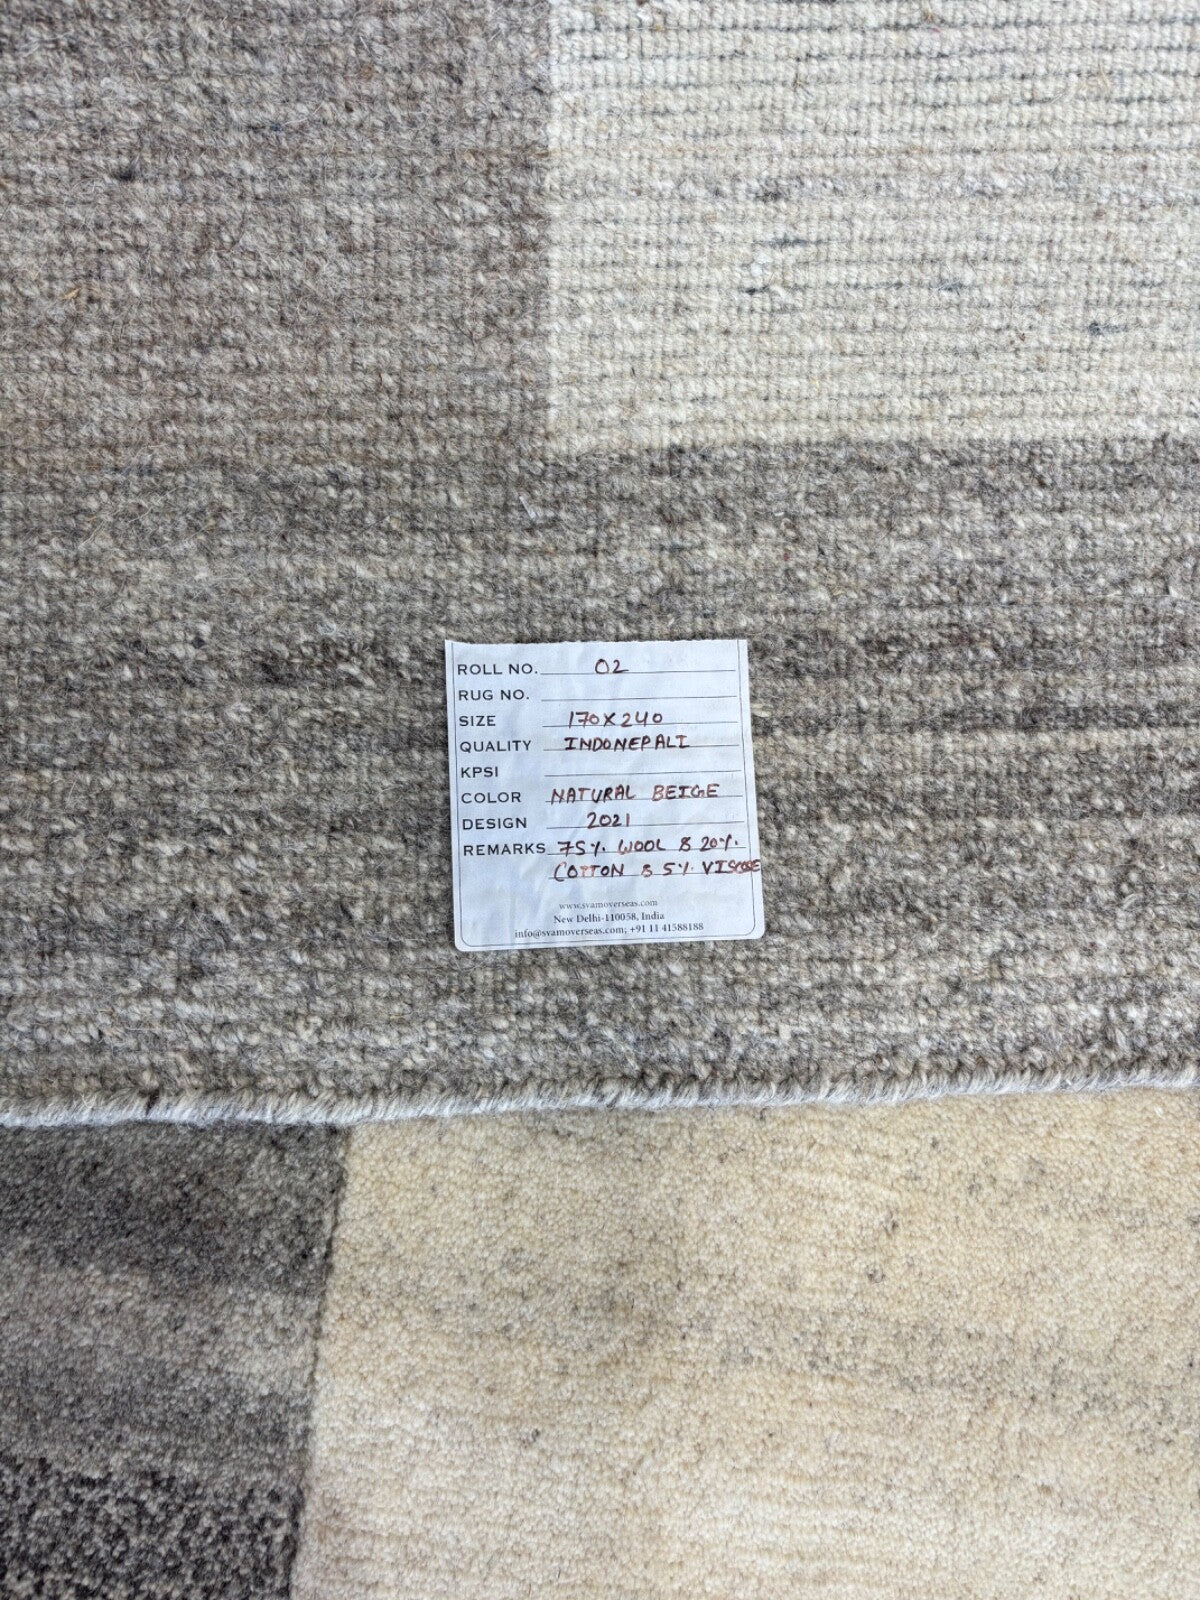 ROLL NO. 02
RUG NO.
SIZE 170X240
QUALITY INDONEPALI
KPSI
COLOR NATURAL BEIGE
DESIGN 2021
REMARKS 75%. WOOL & 20%.
COTTON & 5%. VISCOSE
www.svamoverseas.com
New Delhi-110058, India
info@svamoverseas.com; +91 11 41588188